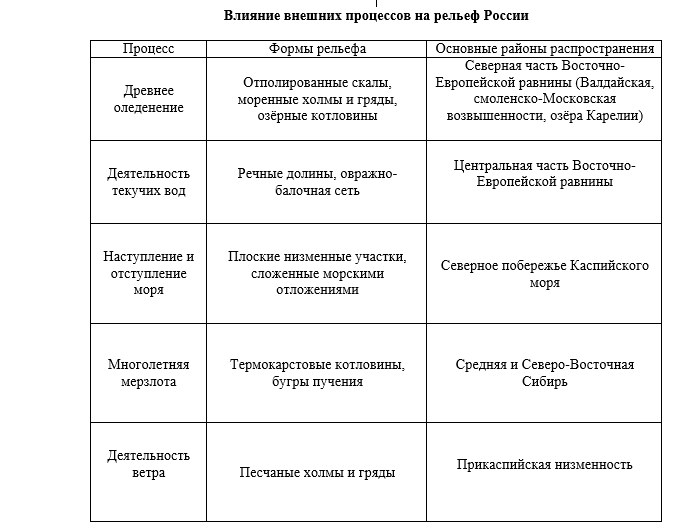 Влияние внешних процессов на рельеф России
Процесс
Формы рельефа
Основные районы распространения
Древнее
оледенение
Отполированные скалы,
моренные холмы и гряды,
озёрные котловины
Северная часть Восточно-
Европейской равнины (Валдайская,
смоленско-Московская
возвышенности, озёра Карелии)
Деятельность
текучих вод
Речные долины, овражно-
балочная сеть
Центральная часть Восточно-
Европейской равнины
Наступление и
отступление
моря
Плоские низменные участки,
сложенные морскими
отложениями
Северное побережье Каспийского
моря
Многолетняя
мерзлота
Термокарстовые котловины,
бугры пучения
Средняя и Северо-Восточная
Сибирь
Деятельность
ветра
Песчаные холмы и гряды
Прикаспийская низменность